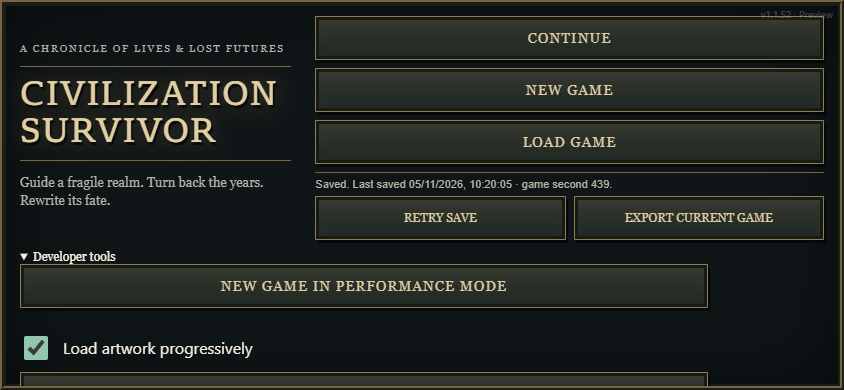 v1.1.52 · Preview
A CHRONICLE OF LIVES & LOST FUTURES
CIVILIZATION
SURVIVOR
Guide a fragile realm. Turn back the years.
Rewrite its fate.
CONTINUE
NEW GAME
LOAD GAME
Saved. Last saved 05/11/2026, 10:20:05 · game second 439.
RETRY SAVE
EXPORT CURRENT GAME
▼ Developer tools
NEW GAME IN PERFORMANCE MODE
Load artwork progressively